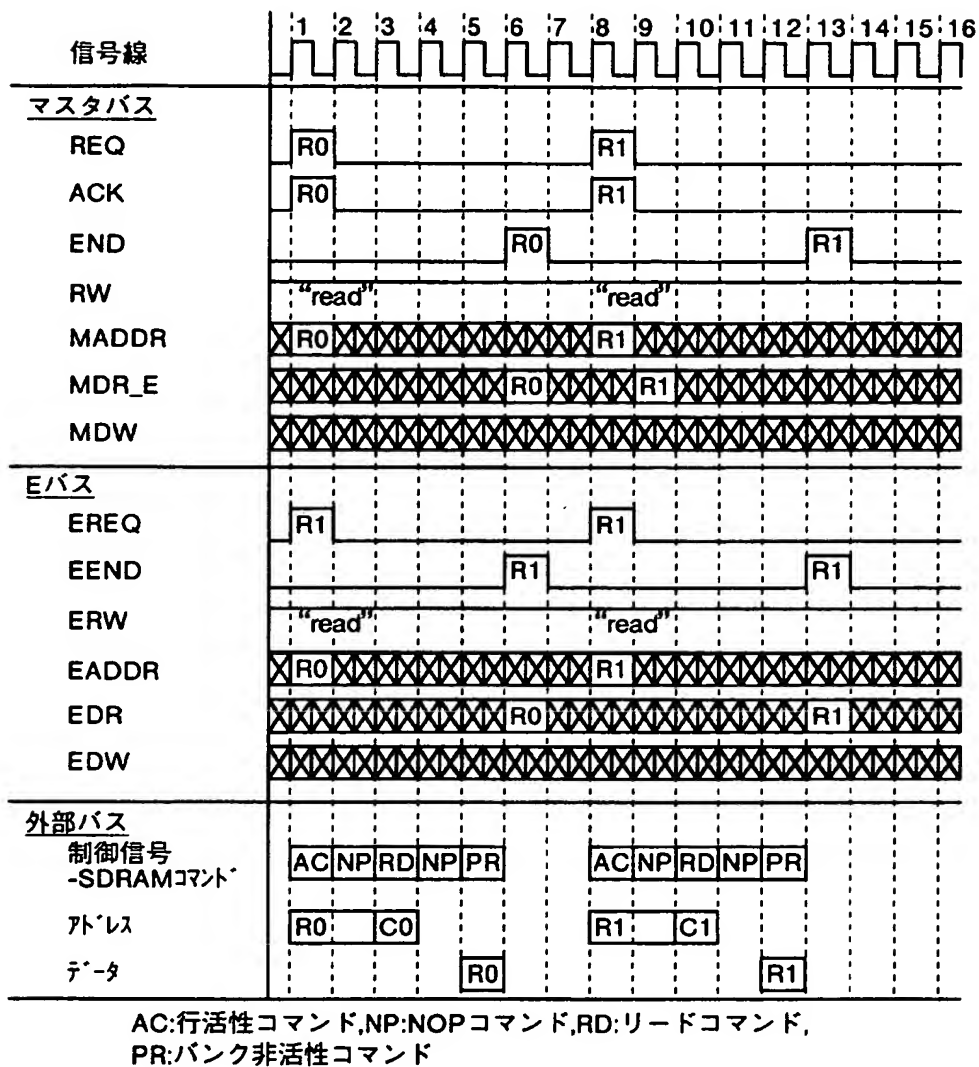 信号線 1 2 3 4 5 6 7 8 9 10 11 12 13 14 15 16
マスタバス
REQ R0 R1
ACK R0 R1
END R0 R1
RW “read” “read”
MADDR R0 R1
MDR_E R0 R1
MDW
Eバス
EREQ R1 R1
EEND R1 R1
ERW “read” “read”
EADDR R0 R1
EDR R0 R1
EDW
外部バス
制御信号
-SDRAMコマンド AC NP RD NP PR AC NP RD NP PR
アドレス R0 C0 R1 C1
データ R0 R1
AC:行活性コマンド,NP:NOPコマンド,RD:リードコマンド,
PR:バンク非活性コマンド